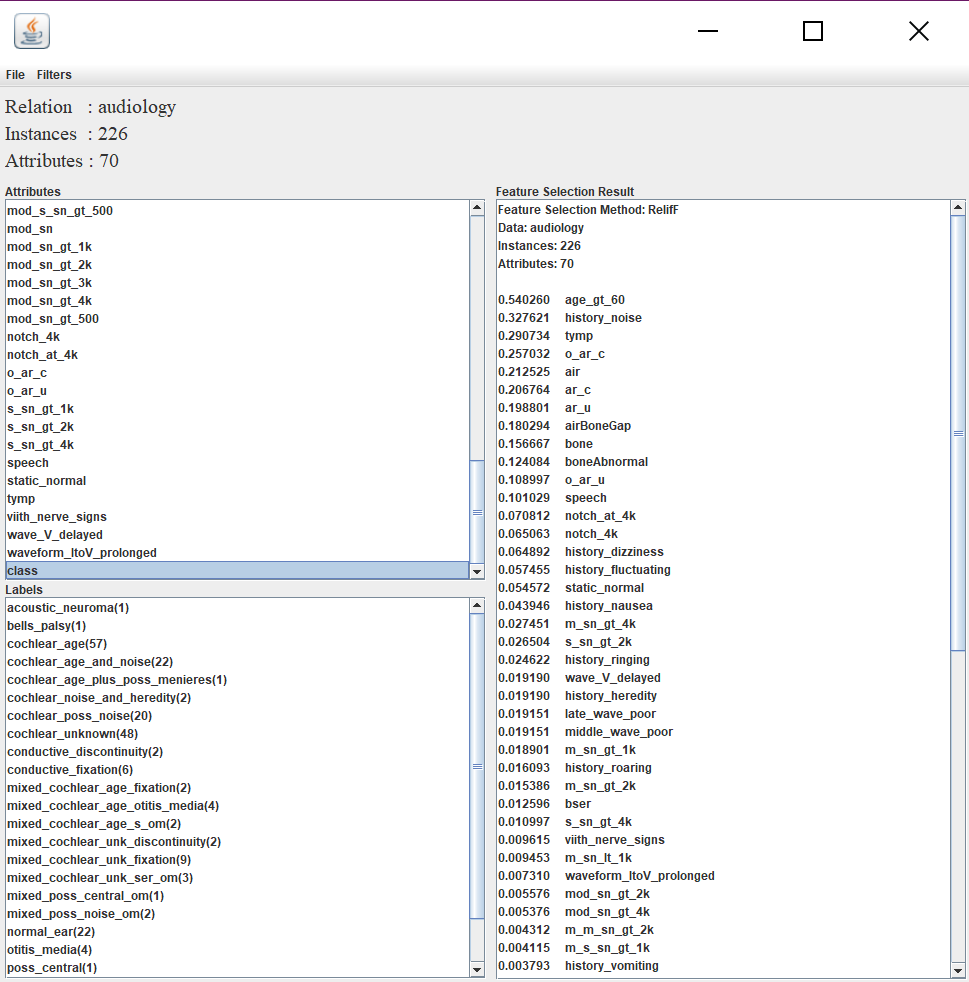 File Filters
Relation : audiology
Instances : 226
Attributes : 70
Attributes
mod_s_sn_gt_500
mod_sn
mod_sn_gt_1k
mod_sn_gt_2k
mod_sn_gt_3k
mod_sn_gt_4k
mod_sn_gt_500
notch_4k
notch_at_4k
o_ar_c
o_ar_u
s_sn_gt_1k
s_sn_gt_2k
s_sn_gt_4k
speech
static_normal
tymp
viith_nerve_signs
wave_V_delayed
waveform_ItoV_prolonged
class
Labels
acoustic_neuroma(1)
bells_palsy(1)
cochlear_age(57)
cochlear_age_and_noise(22)
cochlear_age_plus_poss_menieres(1)
cochlear_noise_and_heredity(2)
cochlear_poss_noise(20)
cochlear_unknown(48)
conductive_discontinuity(2)
conductive_fixation(6)
mixed_cochlear_age_fixation(2)
mixed_cochlear_age_otitis_media(4)
mixed_cochlear_age_s_om(2)
mixed_cochlear_unk_discontinuity(2)
mixed_cochlear_unk_fixation(9)
mixed_cochlear_unk_ser_om(3)
mixed_poss_central_om(1)
mixed_poss_noise_om(2)
normal_ear(22)
otitis_media(4)
poss_central(1)
Feature Selection Result
Feature Selection Method: ReliFF
Data: audiology
Instances: 226
Attributes: 70
0.540260 age_gt_60
0.327621 history_noise
0.290734 tymp
0.257032 o_ar_c
0.212525 air
0.206764 ar_c
0.198801 ar_u
0.180294 airBoneGap
0.156667 bone
0.124084 boneAbnormal
0.108997 o_ar_u
0.101029 speech
0.070812 notch_at_4k
0.065063 notch_4k
0.064892 history_dizziness
0.057455 history_fluctuating
0.054572 static_normal
0.043946 history_nausea
0.027451 m_sn_gt_4k
0.026504 s_sn_gt_2k
0.024622 history_ringing
0.019190 wave_V_delayed
0.019190 history_heredity
0.019151 late_wave_poor
0.019151 middle_wave_poor
0.018901 m_sn_gt_1k
0.016093 history_roaring
0.015386 m_sn_gt_2k
0.012596 bser
0.010997 s_sn_gt_4k
0.009615 viith_nerve_signs
0.009453 m_sn_lt_1k
0.007310 waveform_ItoV_prolonged
0.005576 mod_sn_gt_2k
0.005376 mod_sn_gt_4k
0.004312 m_m_sn_gt_2k
0.004115 m_s_sn_gt_1k
0.003793 history_vomiting